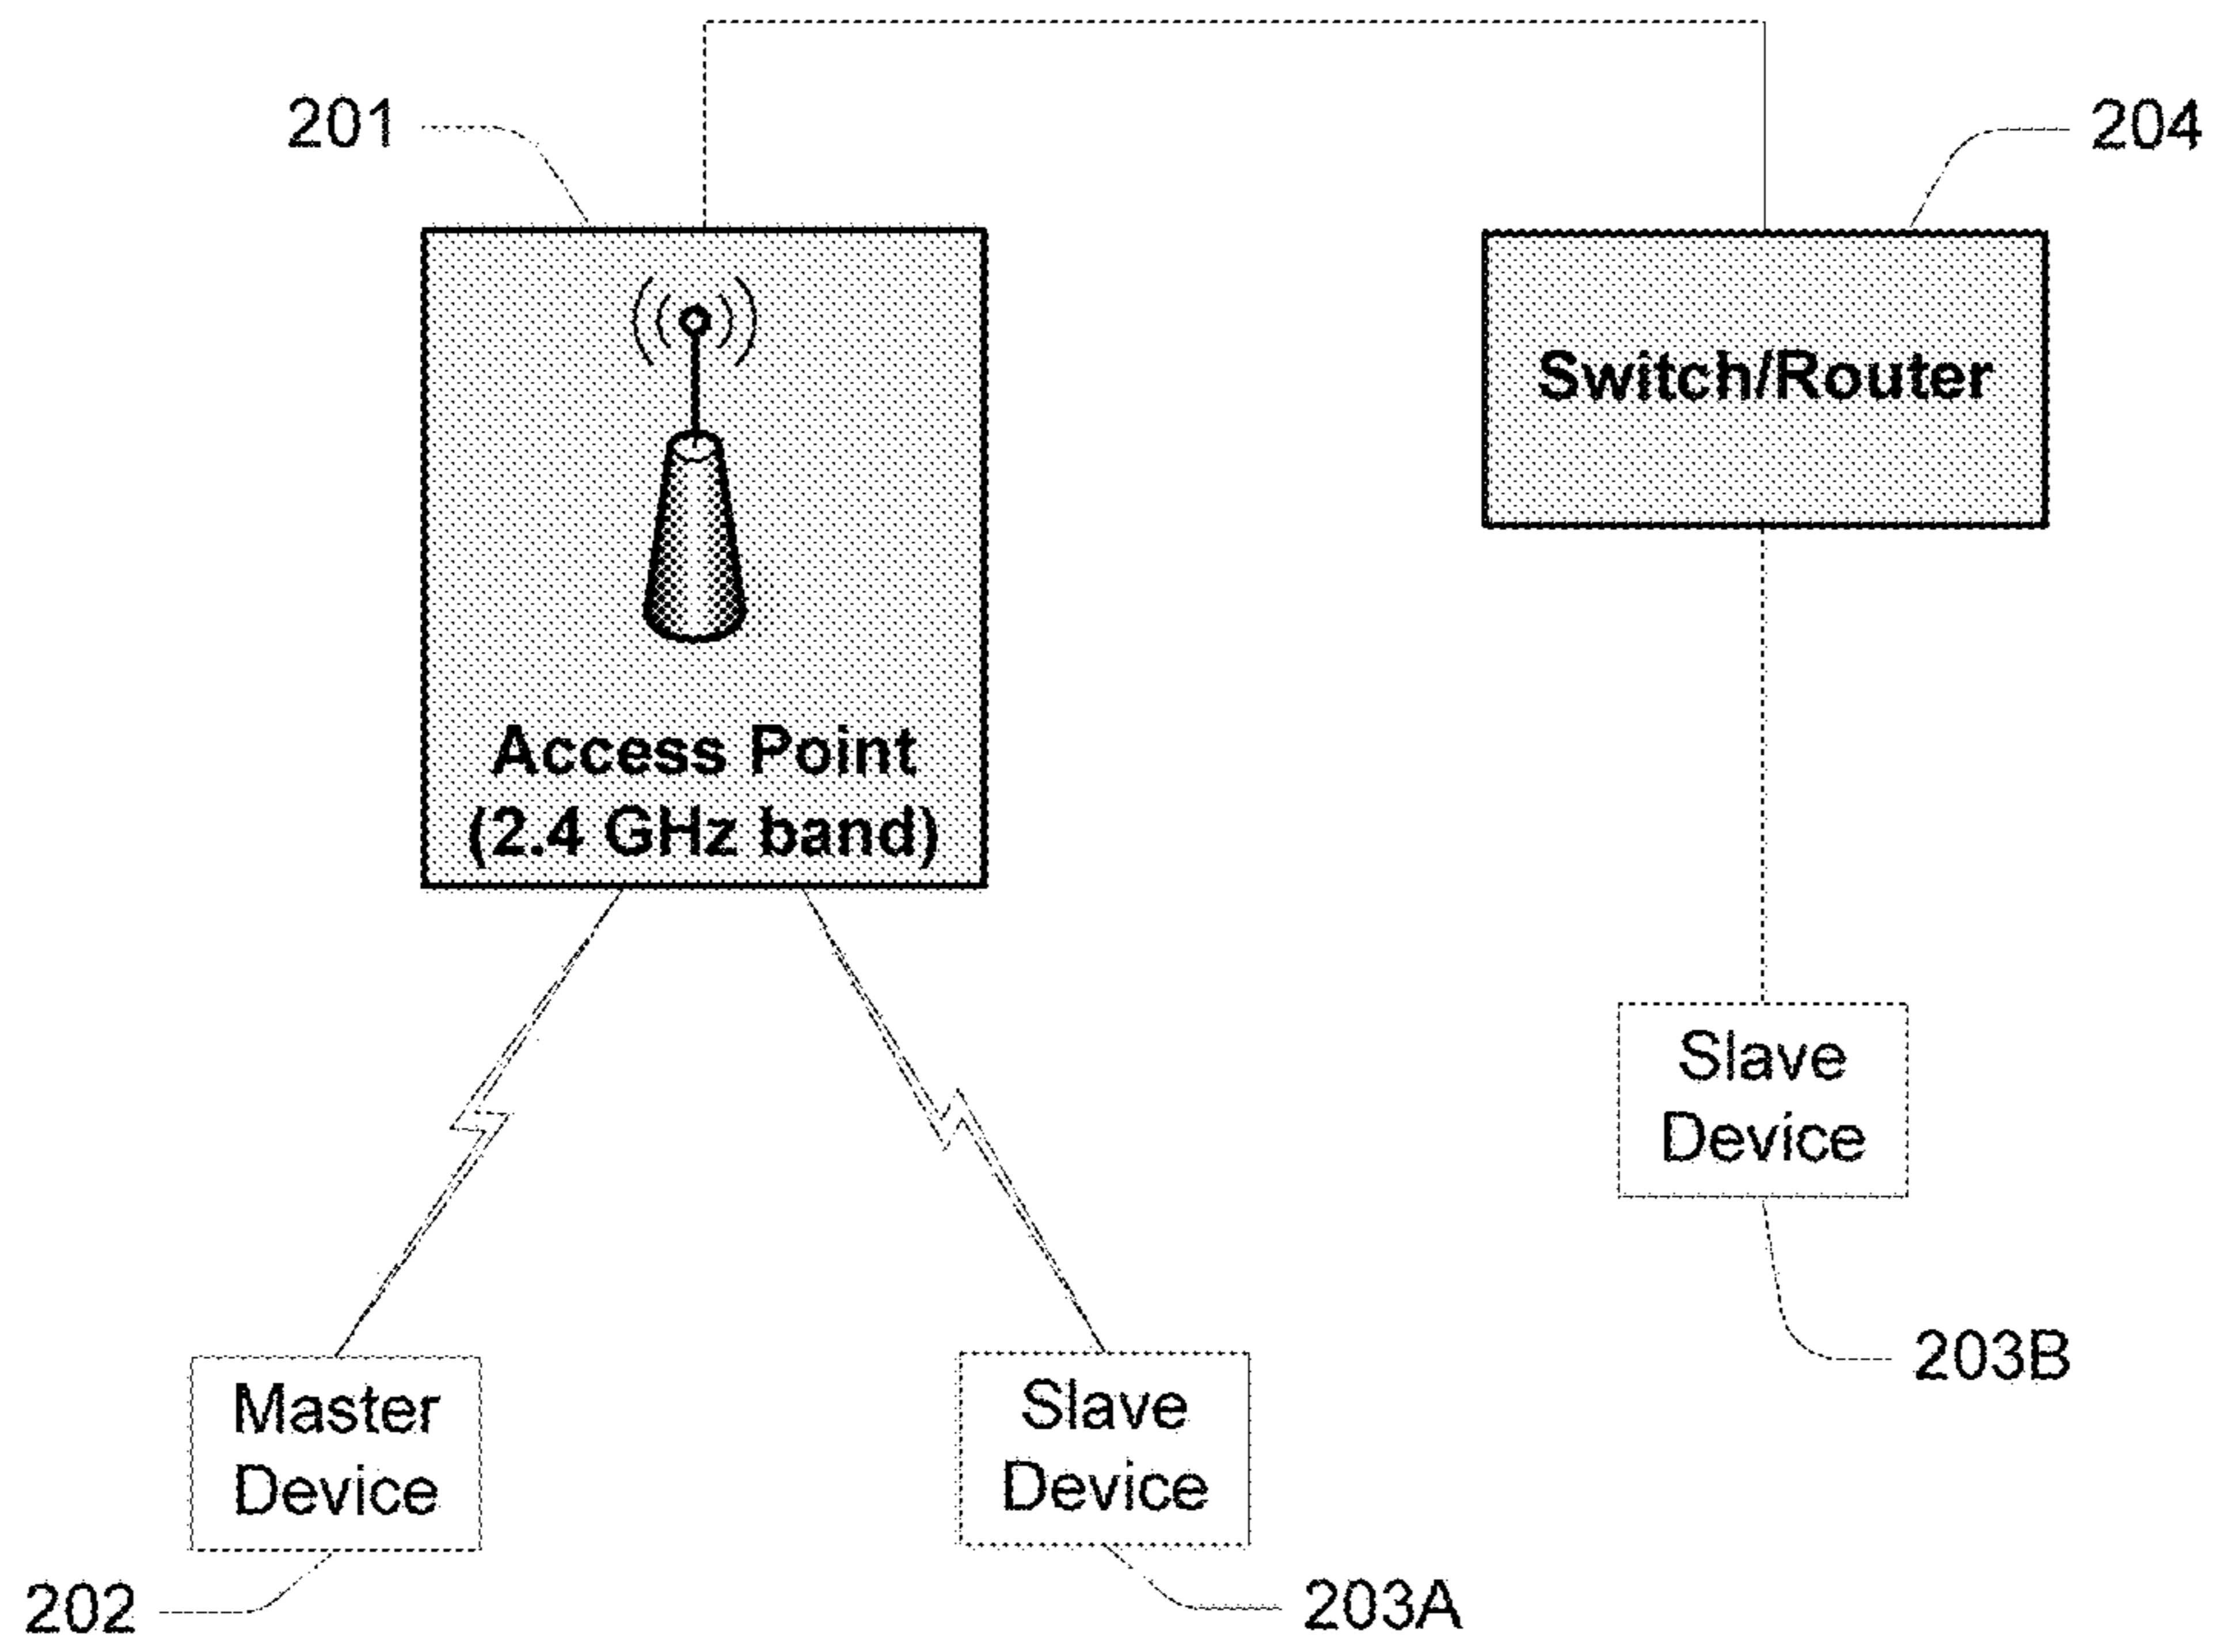 201
204
Switch/Router
Access Point
(2.4 GHz band)
Slave
Device
203B
Master
Device
Slave
Device
202
203A